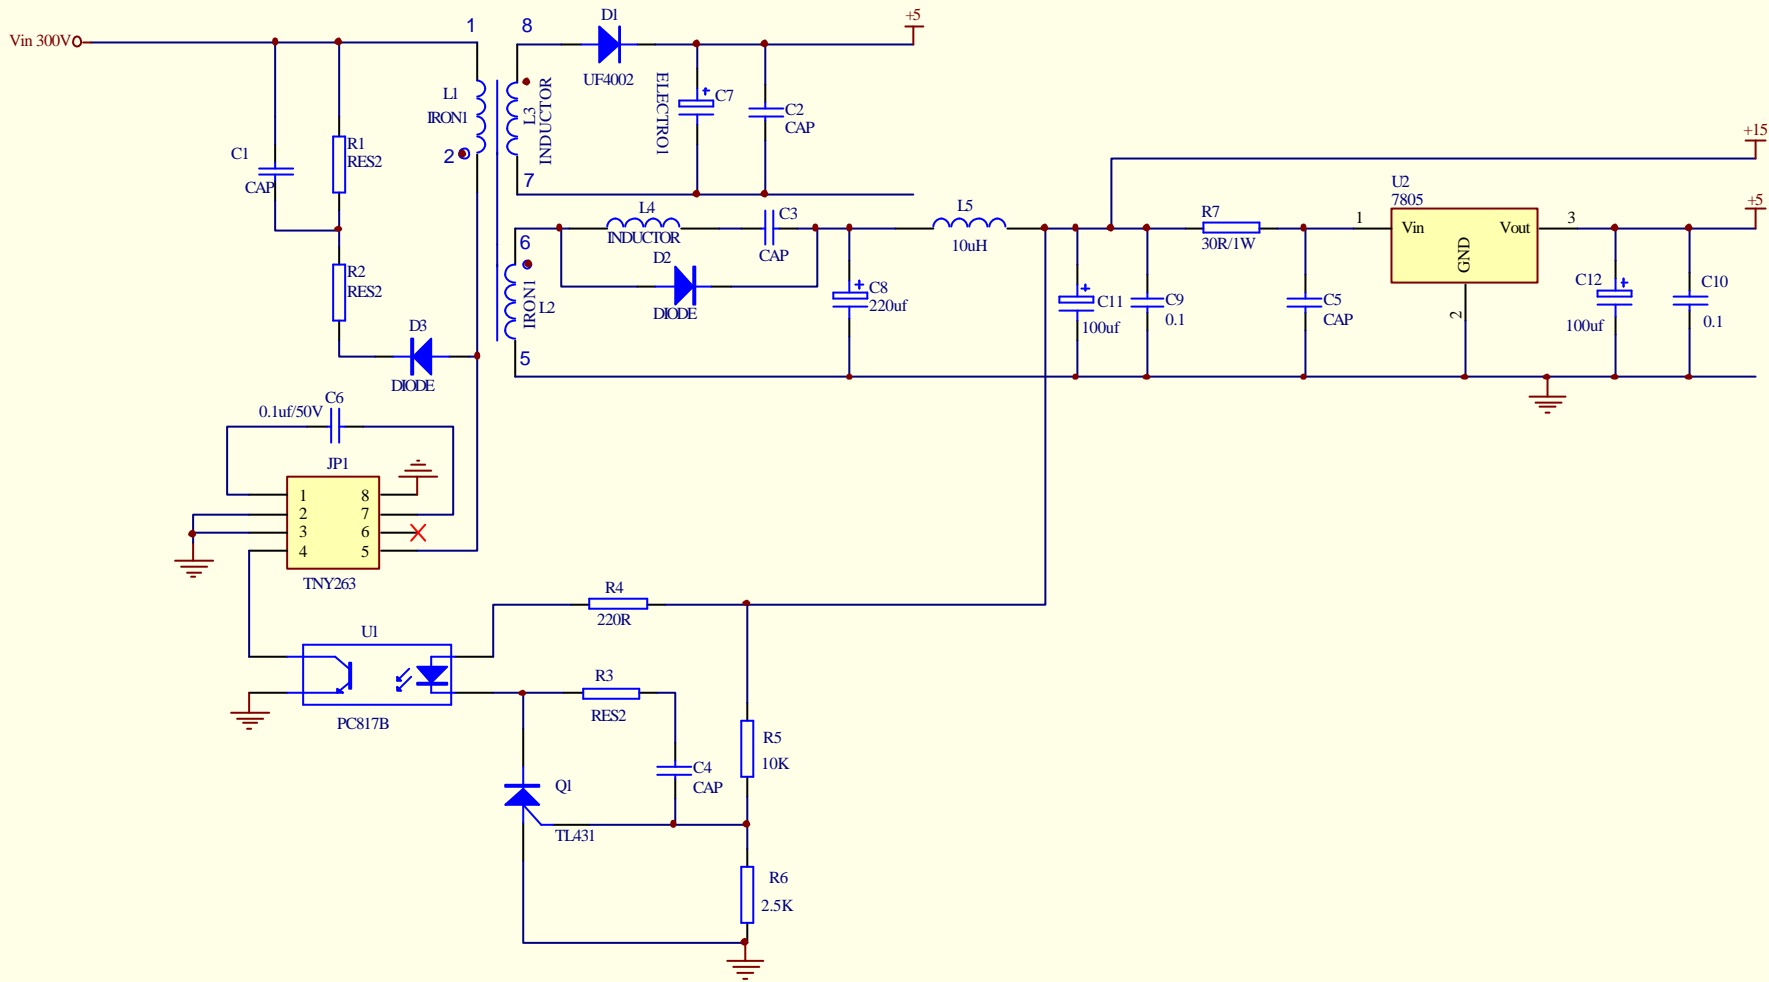 Vin 300V
1
8
D1
UF4002
+5
L1
IRON1
2
L3
INDUCTOR
7
ELECTRO1
C7
C2
CAP
C1
CAP
R1
RES2
R2
RES2
D3
DIODE
6
L4
INDUCTOR
D2
DIODE
C3
CAP
IRON1
L2
5
C8
220uf
L5
10uH
+15
C11
100uf
C9
0.1
R7
30R/1W
C5
CAP
U2
7805
1
Vin
Vout
3
GND
2
+5
C12
100uf
C10
0.1
C6
0.1uf/50V
JP1
1 8
2 7
3 6
4 5
TNY263
U1
PC817B
R4
220R
R3
RES2
C4
CAP
Q1
TL431
R5
10K
R6
2.5K